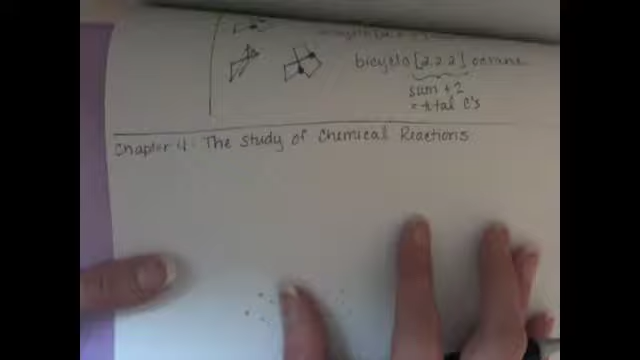 bicyclo [2.2.2] octane
sum + 2
= total C's
Chapter 4: The Study of Chemical Reactions